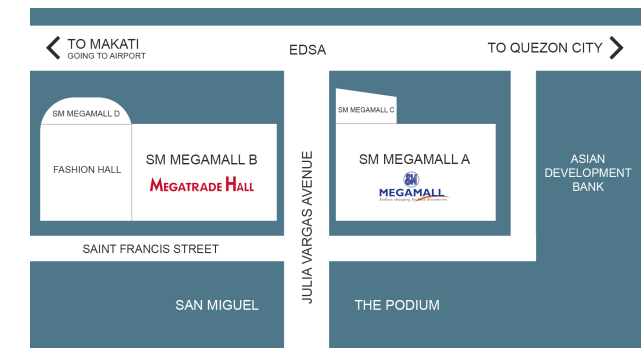 TO MAKATI
GOING TO AIRPORT
EDSA
TO QUEZON CITY
SM MEGAMALL D
SM MEGAMALL C
FASHION HALL
SM MEGAMALL B
MEGATRADE HALL
SM MEGAMALL A
SM
MEGAMALL
ASIAN
DEVELOPMENT
BANK
JULIA VARGAS AVENUE
SAINT FRANCIS STREET
SAN MIGUEL
THE PODIUM